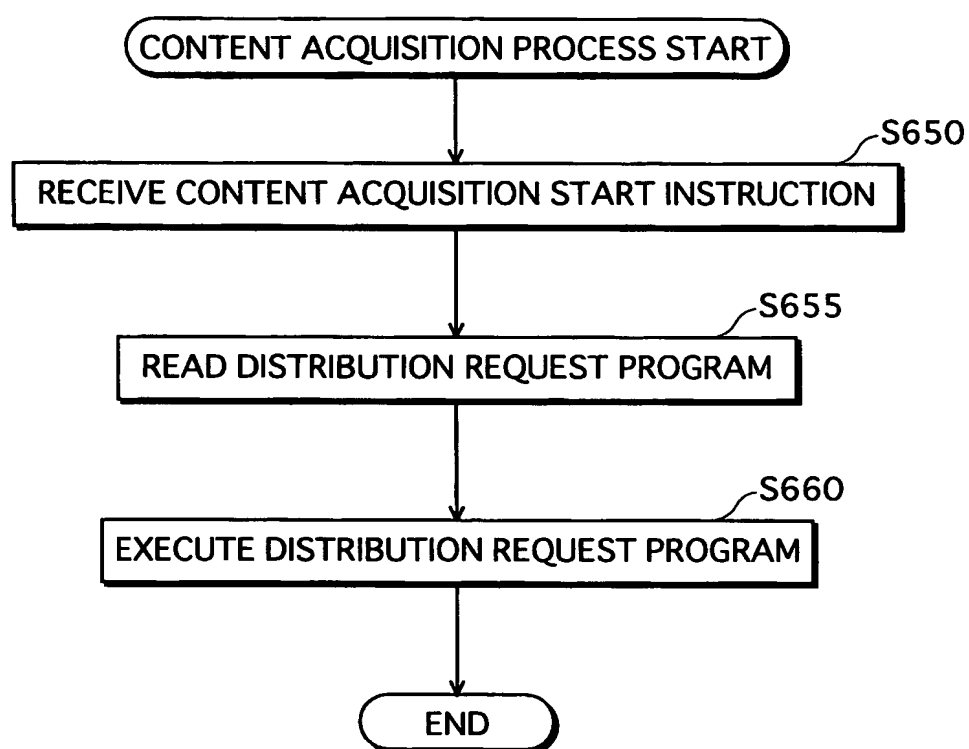 CONTENT ACQUISITION PROCESS START
S650
RECEIVE CONTENT ACQUISITION START INSTRUCTION
S655
READ DISTRIBUTION REQUEST PROGRAM
S660
EXECUTE DISTRIBUTION REQUEST PROGRAM
END